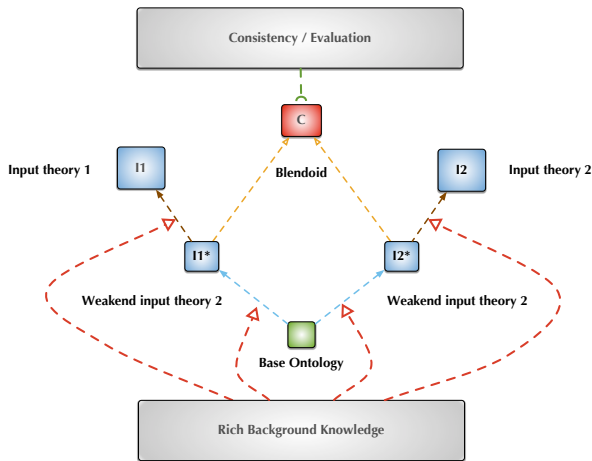 Consistency / Evaluation
C
I1
I2
Input theory 1
Blendoid
Input theory 2
I1*
I2*
Weakend input theory 2
Weakend input theory 2
Base Ontology
Rich Background Knowledge